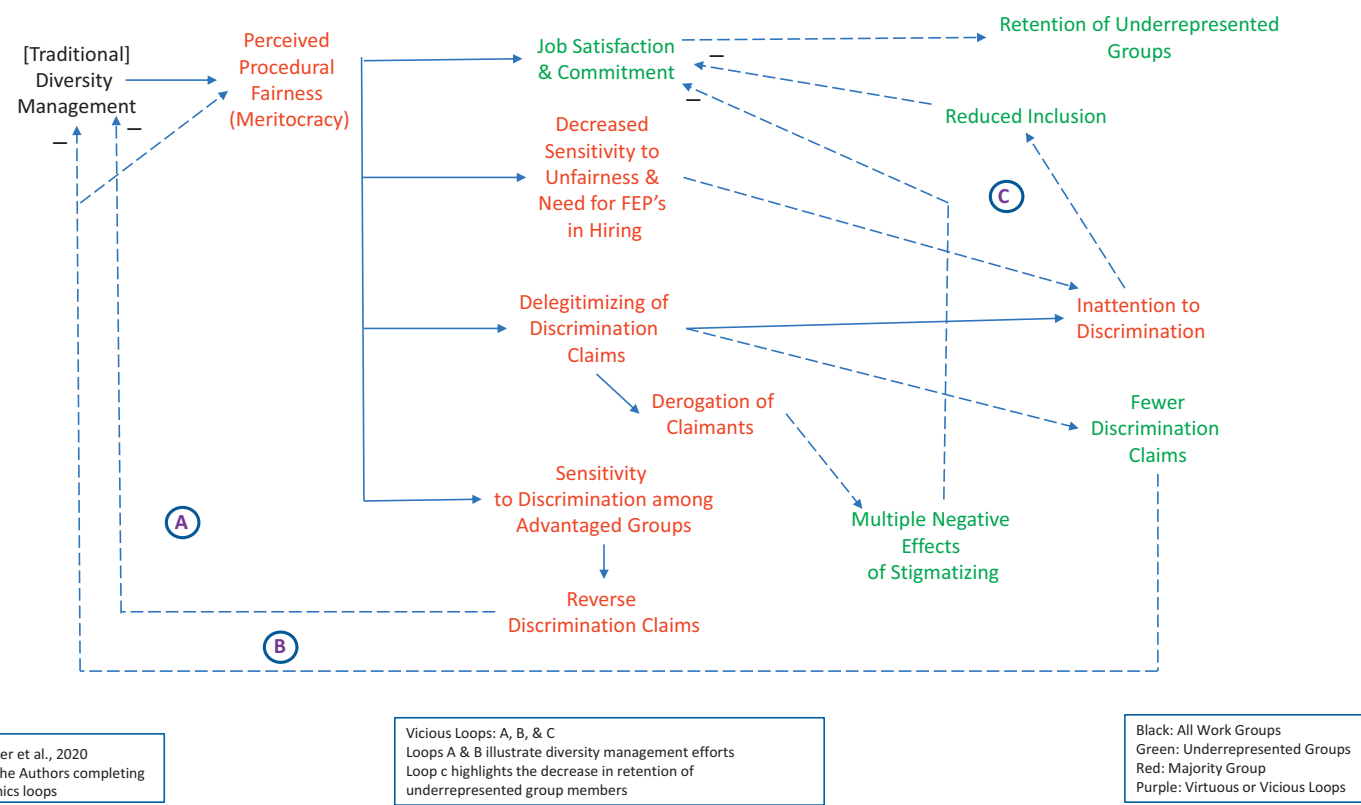 [Traditional]
Diversity
Management
Perceived
Procedural
Fairness
(Meritocracy)
Job Satisfaction
& Commitment
Retention of Underrepresented
Groups
Decreased
Sensitivity to
Unfairness &
Need for FEP's
in Hiring
Reduced Inclusion
C
Delegitimizing of
Discrimination
Claims
Inattention to
Discrimination
Derogation of
Claimants
Fewer
Discrimination
Claims
Sensitivity
to Discrimination among
Advantaged Groups
Multiple Negative
Effects
of Stigmatizing
A
Reverse
Discrimination Claims
B
–
–
–
–
er et al., 2020
he Authors completing
nics loops
Vicious Loops: A, B, & C
Loops A & B illustrate diversity management efforts
Loop c highlights the decrease in retention of
underrepresented group members
Black: All Work Groups
Green: Underrepresented Groups
Red: Majority Group
Purple: Virtuous or Vicious Loops